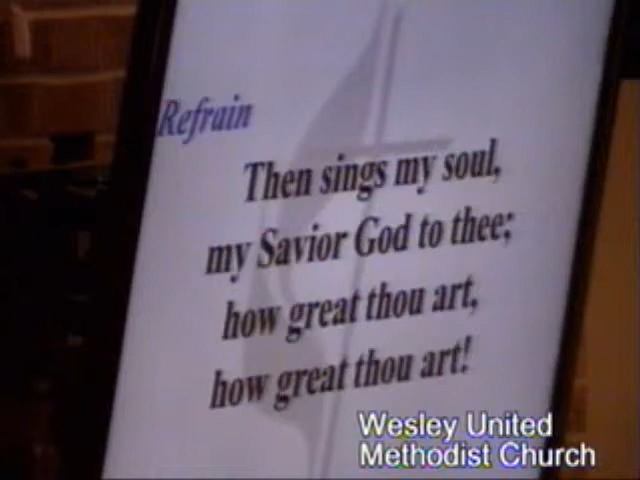 Refrain
Then sings my soul,
my Savior God to thee;
how great thou art,
how great thou art!
Wesley United
Methodist Church